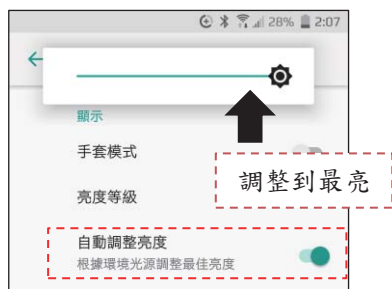 28% 2:07
顯示
手套模式
調整到最亮
亮度等級
自動調整亮度
根據環境光源調整最佳亮度